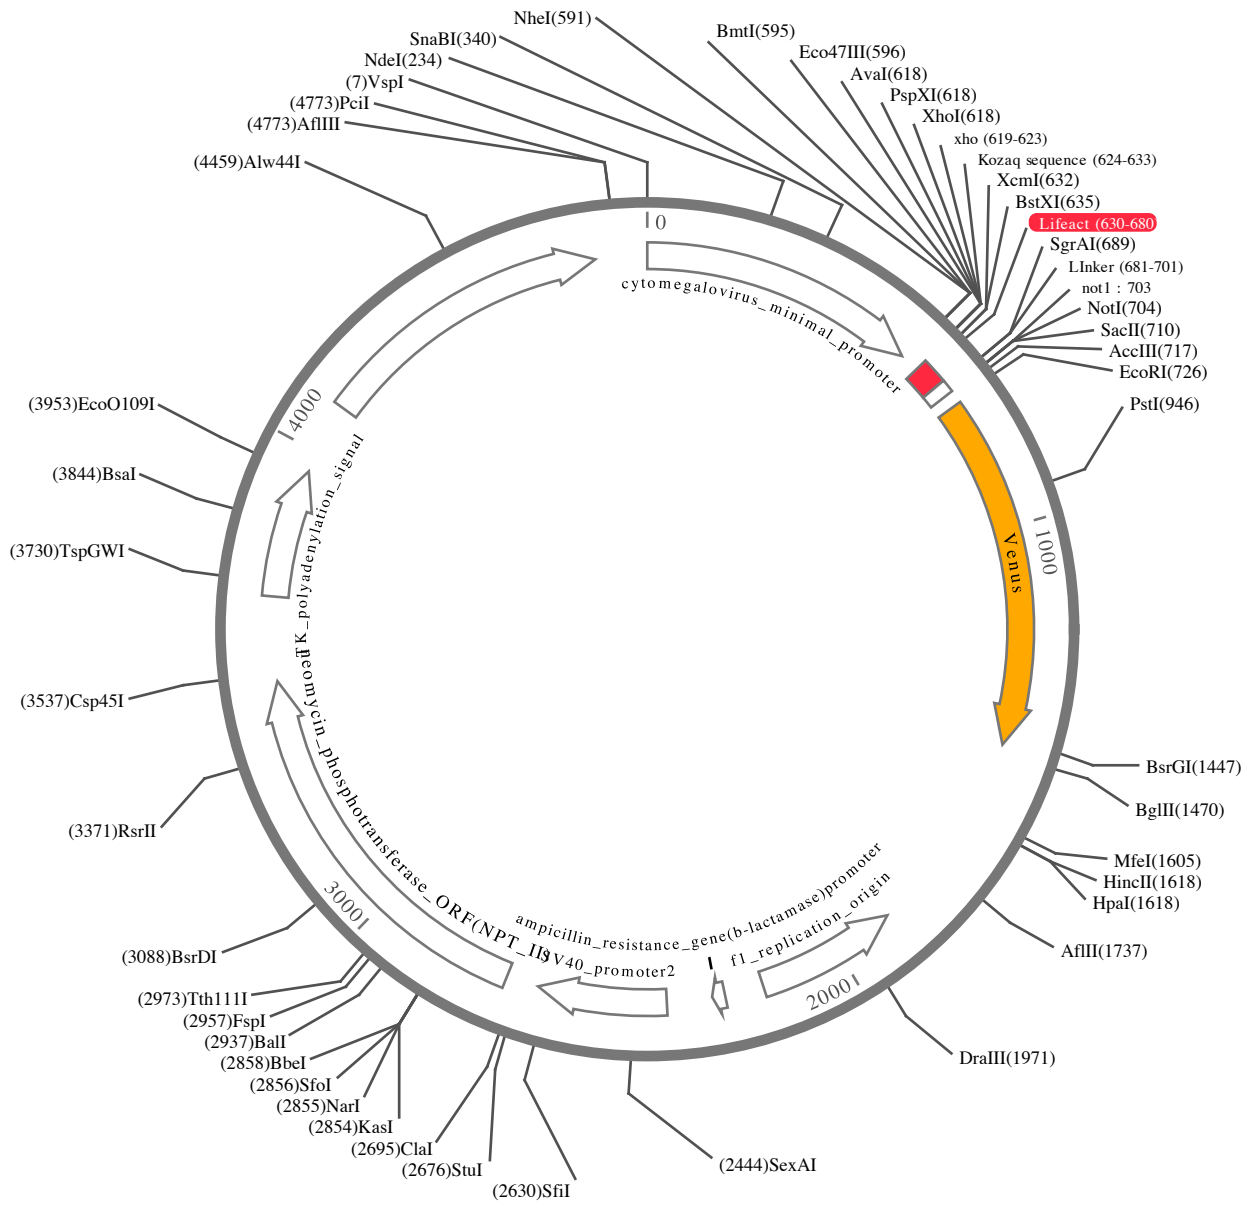 NheI(591)
SnaBI(340)
NdeI(234)
(7)VspI
(4773)PciI
(4773)AflIII
(4459)Alw44I
BmtI(595)
Eco47III(596)
AvaI(618)
PspXI(618)
XhoI(618)
xho (619-623)
Kozaq sequence (624-633)
XcmI(632)
BstXI(635)
Lifeact (630-680
SgrAI(689)
LInker (681-701)
not1 : 703
NotI(704)
SacII(710)
AccIII(717)
EcoRI(726)
PstI(946)
0
cytomegalovirus_minimal_promoter
1000
Venus
BsrGI(1447)
BglII(1470)
MfeI(1605)
HincII(1618)
HpaI(1618)
AflII(1737)
DraIII(1971)
2000
f1_replication_origin
ampicillin_resistance_gene(b-lactamase)promoter
SV40_promoter2
(2444)SexAI
(2630)SfiI
(2676)StuI
(2695)ClaI
(2854)KasI
(2855)NarI
(2856)SfoI
(2858)BbeI
(2937)BalI
(2957)FspI
(2973)Tth111I
(3088)BsrDI
3000
neomycin_phosphotransferase_ORF(NPT_II)
(3371)RsrII
(3537)Csp45I
(3730)TspGWI
(3844)BsaI
(3953)EcoO109I
4000
TK_polyadenylation_signal